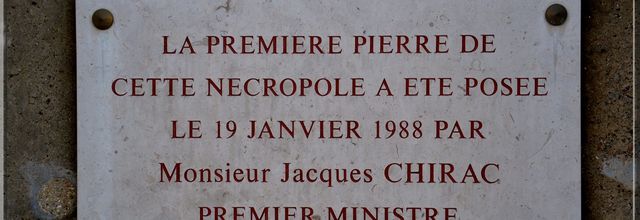 LA PREMIERE PIERRE DE
CETTE NECROPOLE A ETE POSEE
LE 19 JANVIER 1988 PAR
Monsieur Jacques CHIRAC
PREMIER MINISTRE